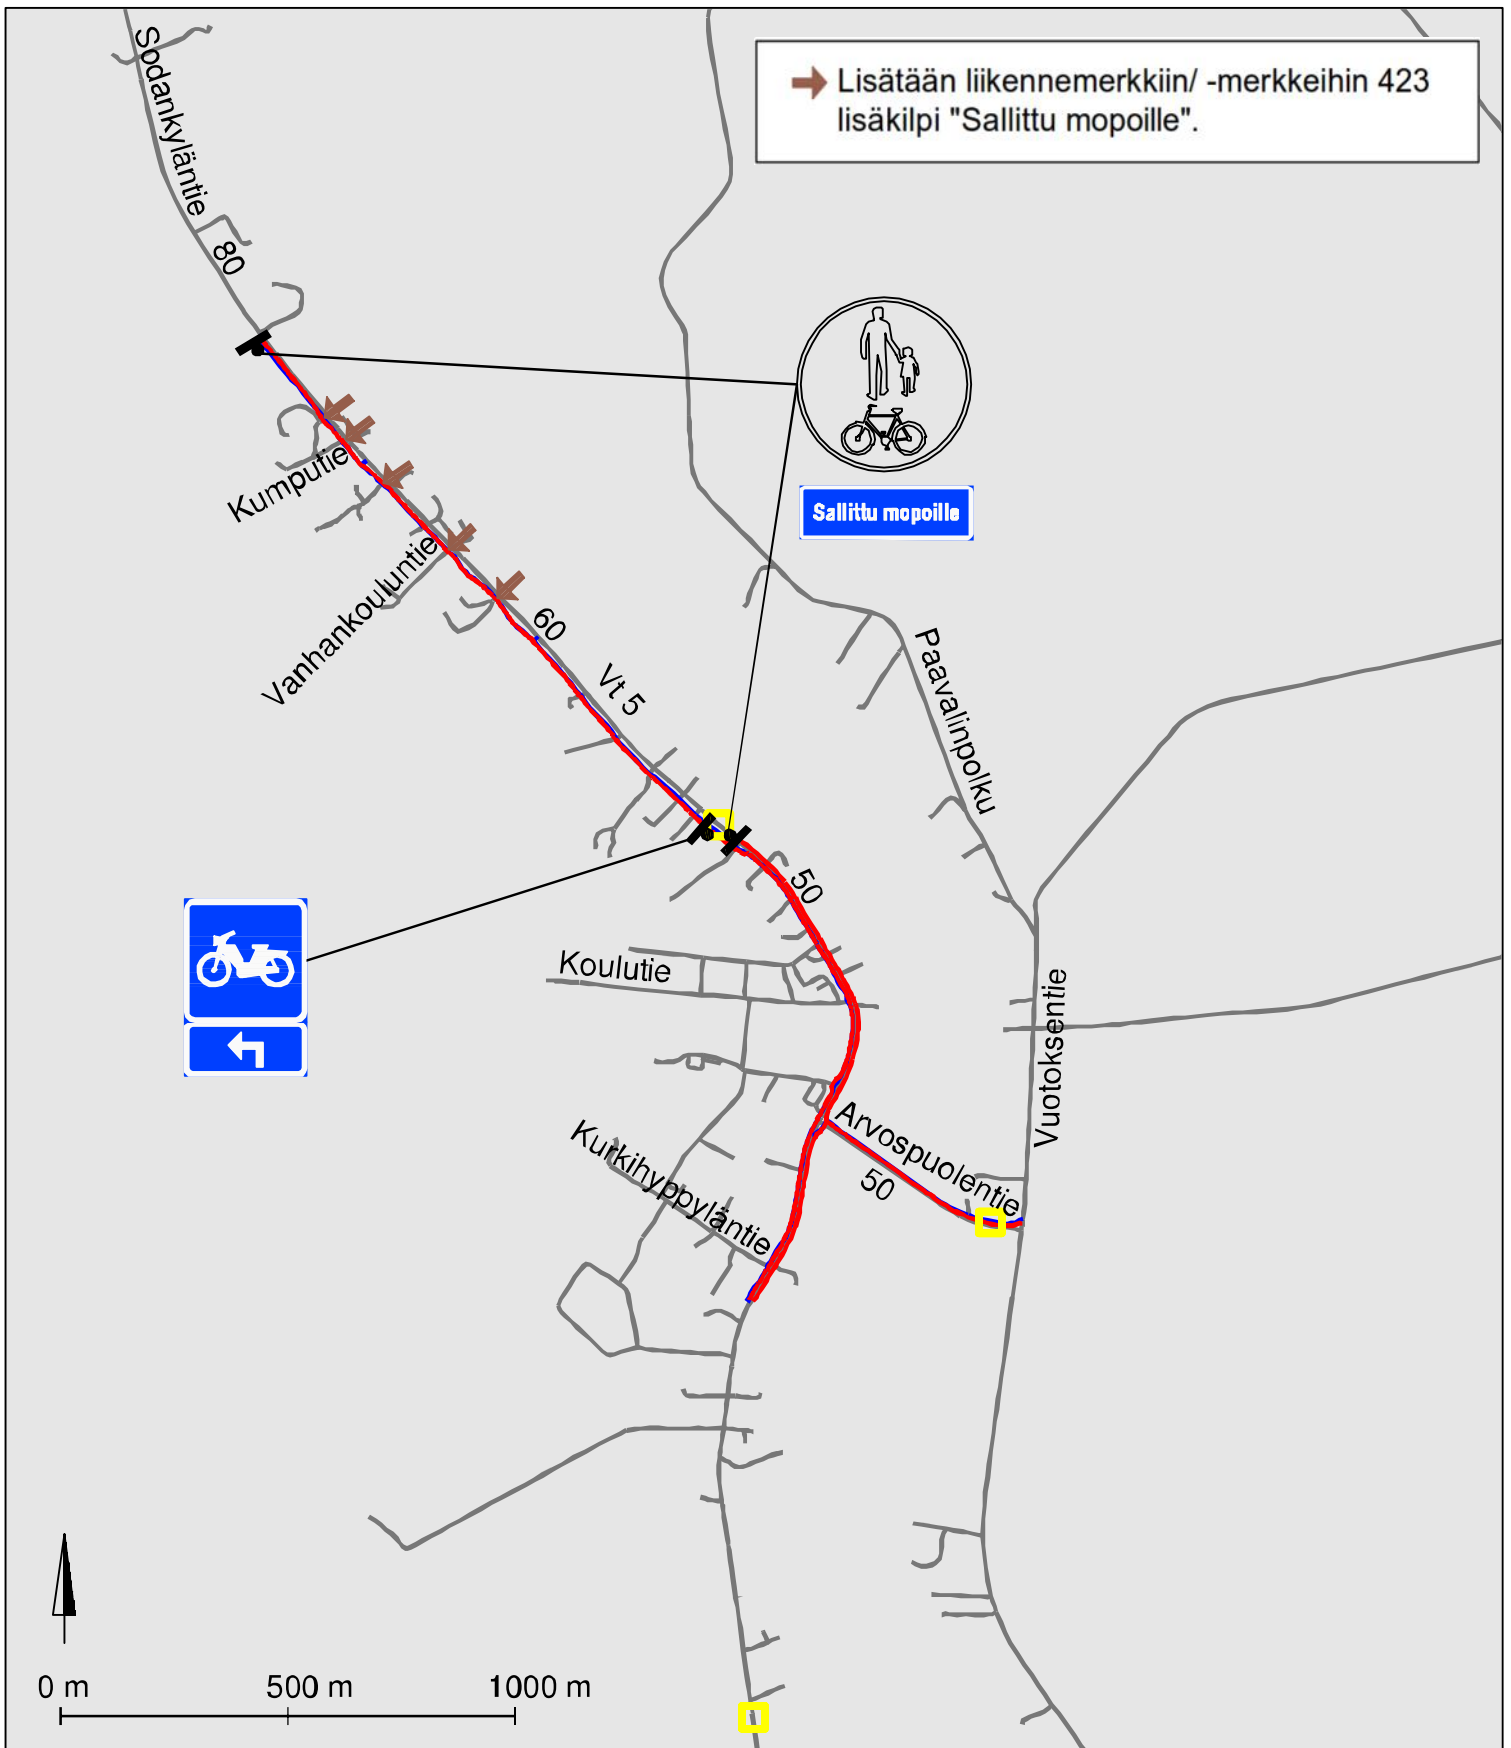 Sodankyläntie
Lisätään liikennemerkkiin/ -merkkeihin 423
lisäkilpi "Sallittu mopoille".
80
Kumputie
Sallittu mopoille
Vanhankouluntie
60
Vt 5
Paavalinpolku
50
Koulutie
Vuotoksentie
Arvospuolentie
50
Kurkihyppyläntie
0 m
500 m
1000 m